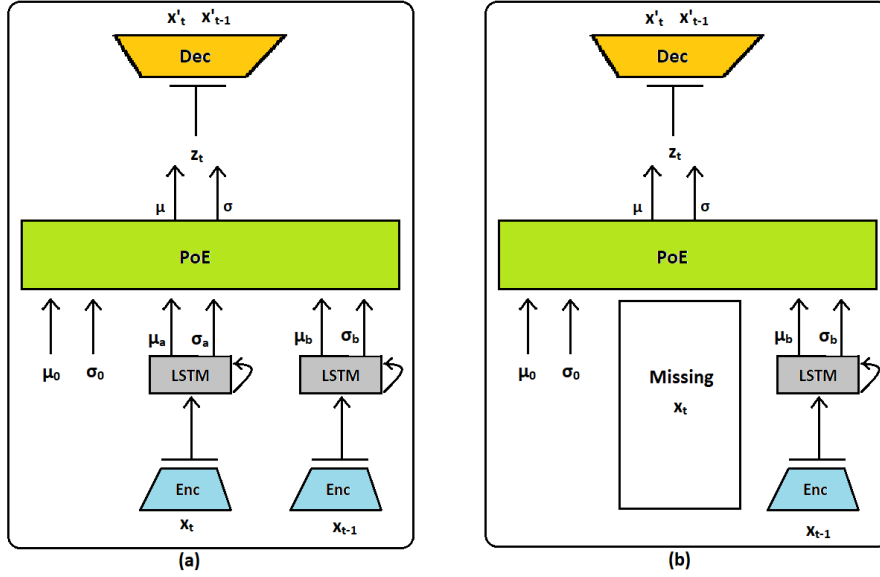 x't x't-1
Dec
zt
μ σ
PoE
μ0 σ0
μa σa
μb σb
LSTM
LSTM
Enc
Enc
xt
xt-1
(a)
x't x't-1
Dec
zt
μ σ
PoE
μ0 σ0
Missing
xt
μb σb
LSTM
Enc
xt-1
(b)